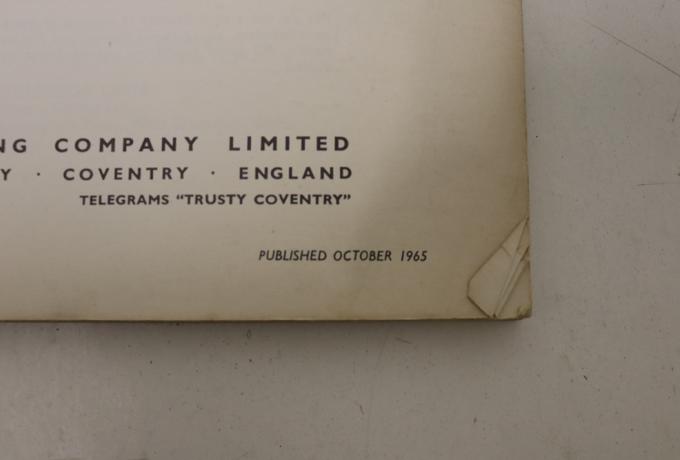 NG COMPANY LIMITED
Y · COVENTRY · ENGLAND
TELEGRAMS “TRUSTY COVENTRY”
PUBLISHED OCTOBER 1965